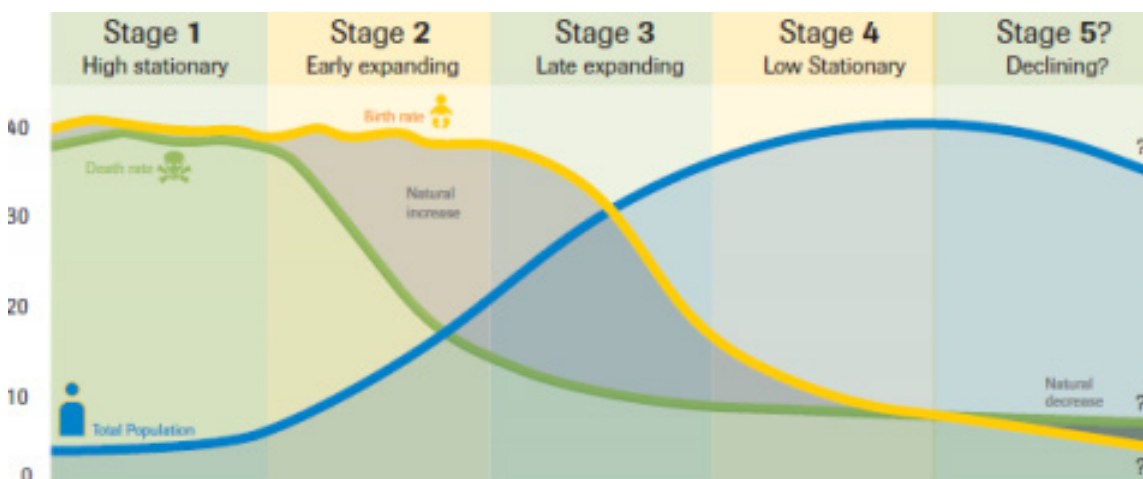 Stage 1
High stationary
Stage 2
Early expanding
Stage 3
Late expanding
Stage 4
Low Stationary
Stage 5?
Declining?
40
30
20
10
0
Birth rate
Death rate
Natural
increase
Total Population
Natural
decrease
?
?
?